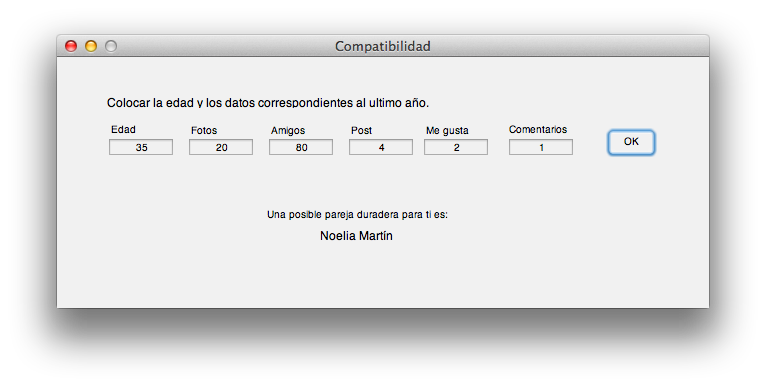 Compatibilidad
Colocar la edad y los datos correspondientes al ultimo año.
Edad Fotos Amigos Post Me gusta Comentarios
35 20 80 4 2 1 OK
Una posible pareja duradera para ti es:
Noelia Martín